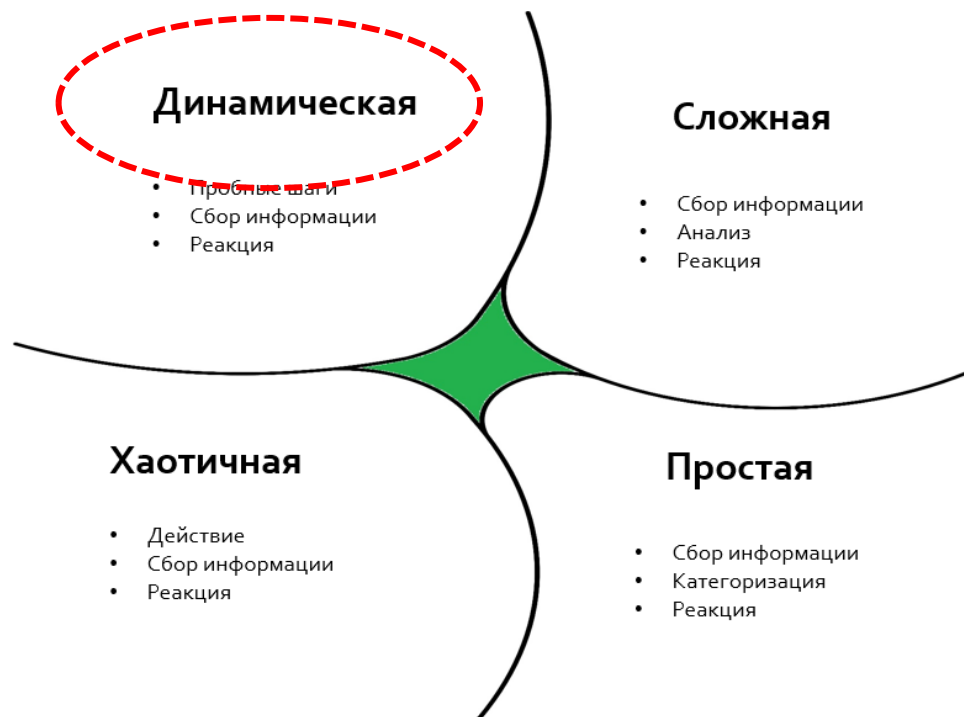 Динамическая
• Пробные шаги
• Сбор информации
• Реакция
Сложная
• Сбор информации
• Анализ
• Реакция
Хаотичная
• Действие
• Сбор информации
• Реакция
Простая
• Сбор информации
• Категоризация
• Реакция